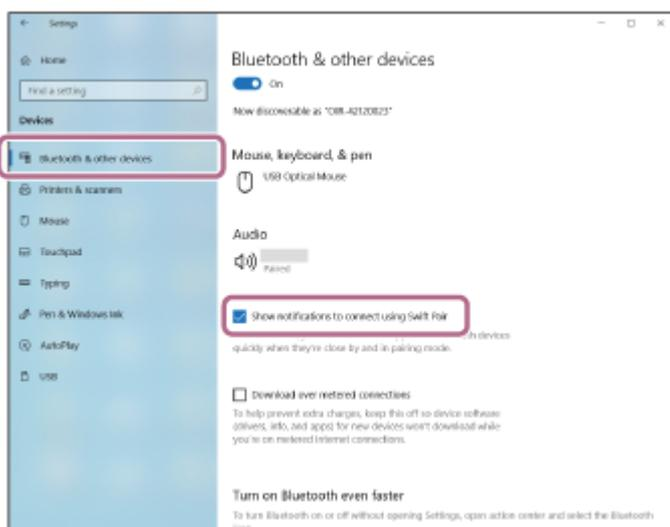 Settings
Home
Find a setting
Devices
Bluetooth & other devices
Printers & scanners
Mouse
Touchpad
Typing
Pen & Windows Ink
AutoPlay
USB
Bluetooth & other devices
On
Now discoverable as
Mouse, keyboard, & pen
USB Optical Mouse
Audio
Paired
Show notifications to connect using Swift Pair
devices
quickly when they're close by and in pairing mode.
Download over metered connections
To help prevent extra charges, keep this off so device software
(drivers, info, and apps) for new devices won't download while
you're on metered internet connections.
Turn on Bluetooth even faster
To turn Bluetooth on or off without opening Settings, open action center and select the Bluetooth